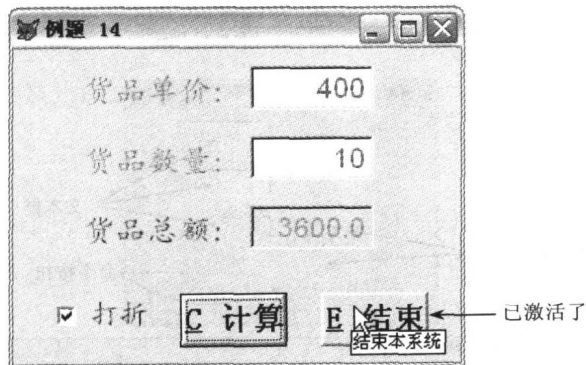 例题 14
货品单价: 400
货品数量: 10
货品总额: 3600.0
打折 C 计算 E 结束 已激活了
结束本系统